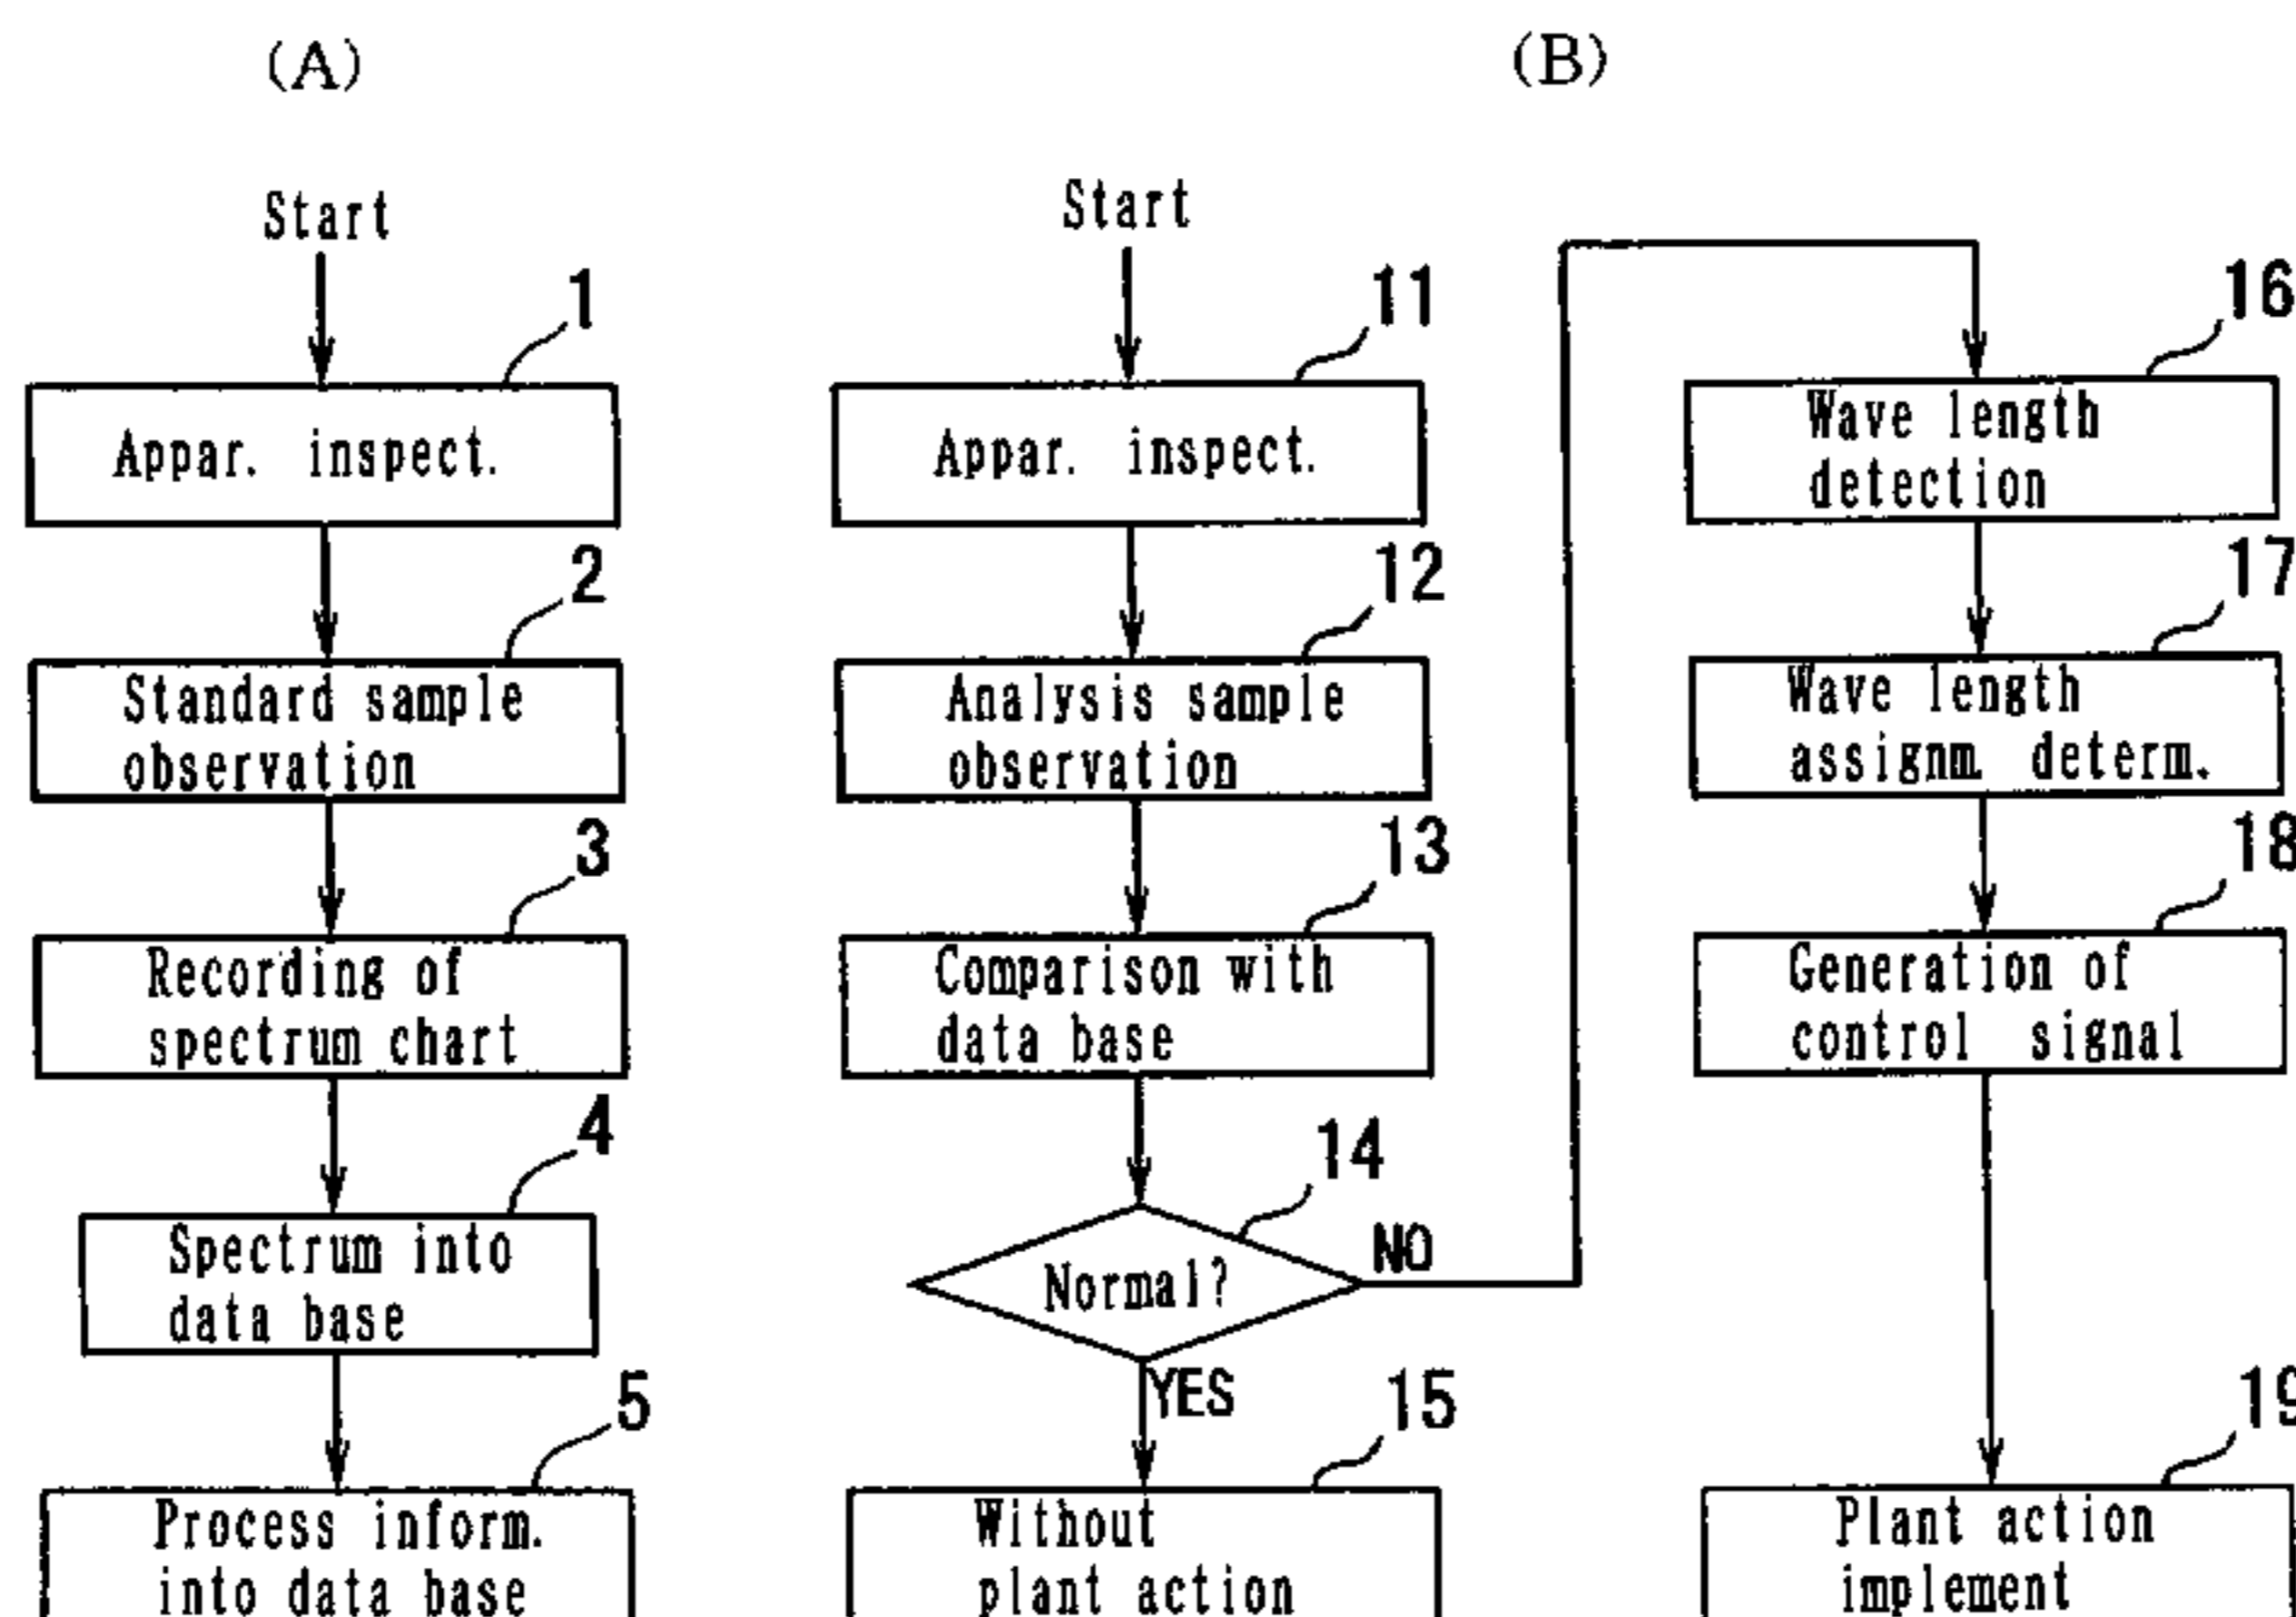 (A)
Start
1
Appar. inspect.
2
Standard sample
observation
3
Recording of
spectrum chart
4
Spectrum into
data base
5
Process inform.
into data base
(B)
Start
11
Appar. inspect.
12
Analysis sample
observation
13
Comparison with
data base
14
Normal?
NO
YES
15
Without
plant action
16
Wave length
detection
17
Wave length
assignm. determ.
18
Generation of
control signal
19
Plant action
implement